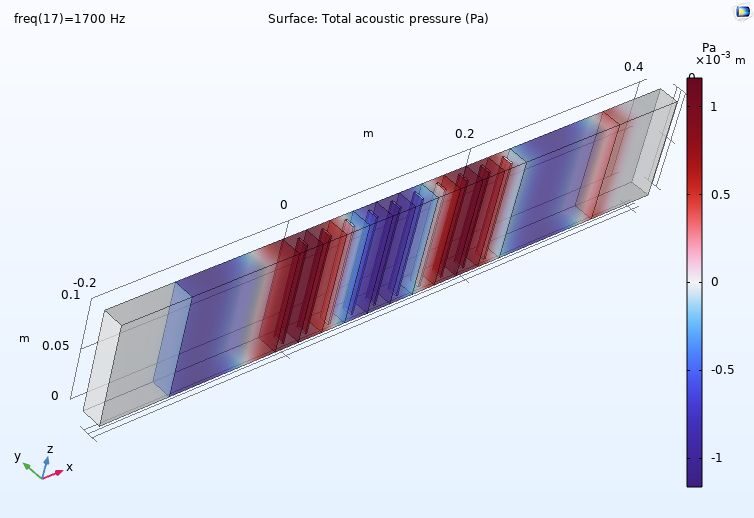 freq(17)=1700 Hz
Surface: Total acoustic pressure (Pa)
Pa
×10⁻³ m
0.4
0
m
0.2
0
-0.2
0.1
m
0.05
0
1
0.5
0
-0.5
-1
y
z
x